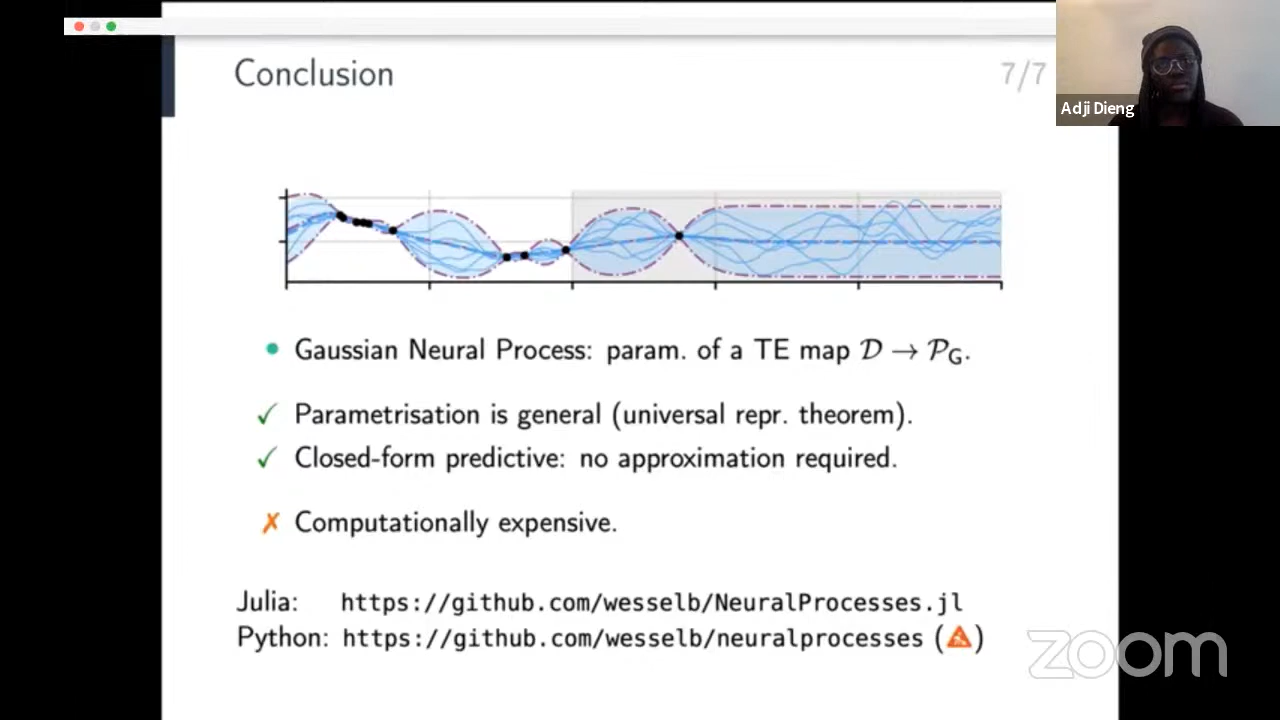 Conclusion
7/7
Adji Dieng
• Gaussian Neural Process: param. of a TE map 𝒟 → 𝒫_G.
✓ Parametrisation is general (universal repr. theorem).
✓ Closed-form predictive: no approximation required.
✗ Computationally expensive.
Julia: https://github.com/wesselb/NeuralProcesses.jl
Python: https://github.com/wesselb/neuralprocesses (🚧)
zoom